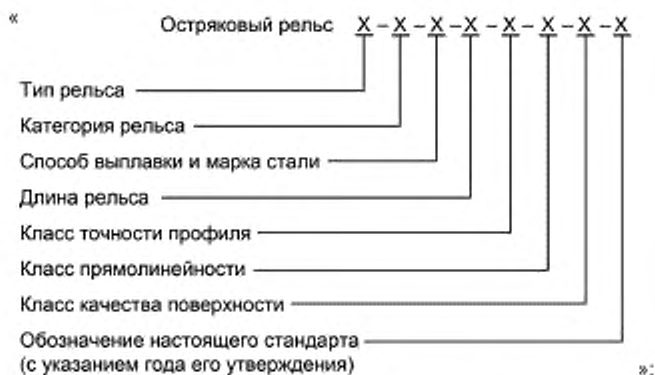 «
Остряковый рельс X – X – X – X – X – X – X – X
Тип рельса
Категория рельса
Способ выплавки и марка стали
Длина рельса
Класс точности профиля
Класс прямолинейности
Класс качества поверхности
Обозначение настоящего стандарта
(с указанием года его утверждения)
»;